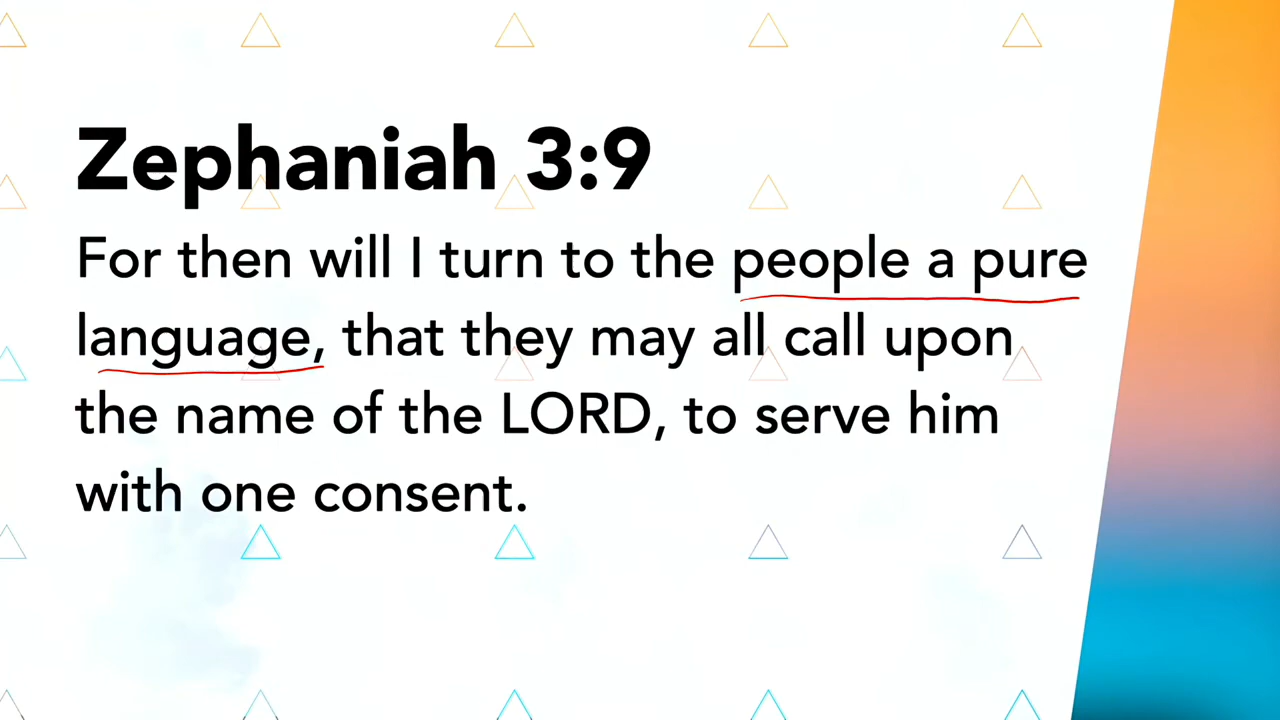 Zephaniah 3:9
For then will I turn to the people a pure
language, that they may all call upon
the name of the LORD, to serve him
with one consent.